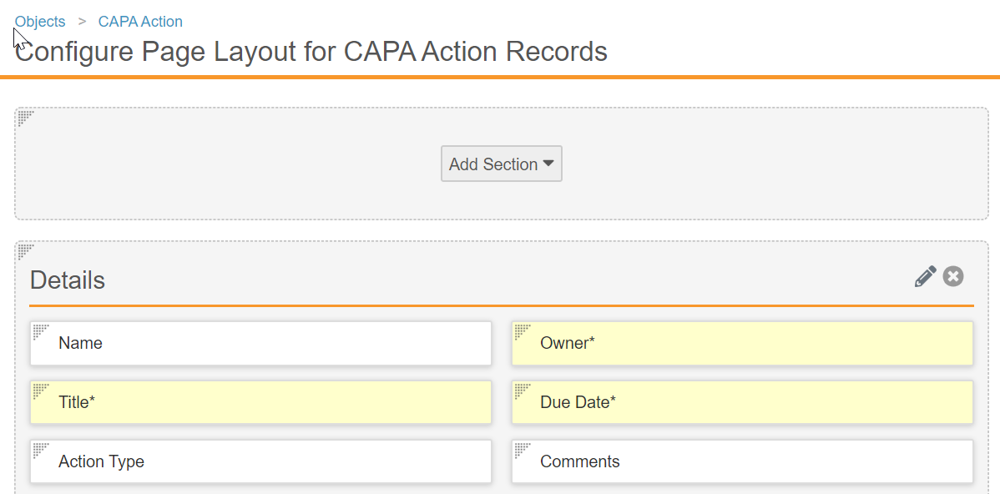 Objects > CAPA Action
Configure Page Layout for CAPA Action Records
Add Section
Details
Name
Owner*
Title*
Due Date*
Action Type
Comments